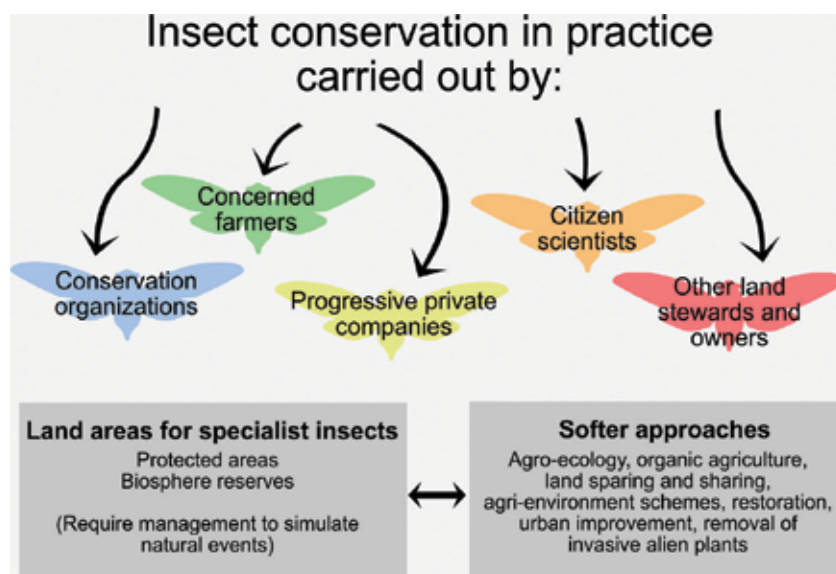 Insect conservation in practice
carried out by:
Concerned
farmers
Citizen
scientists
Conservation
organizations
Progressive private
companies
Other land
stewards and
owners
Land areas for specialist insects
Protected areas
Biosphere reserves
(Require management to simulate
natural events)
Softer approaches
Agro-ecology, organic agriculture,
land sparing and sharing,
agri-environment schemes, restoration,
urban improvement, removal of
invasive alien plants